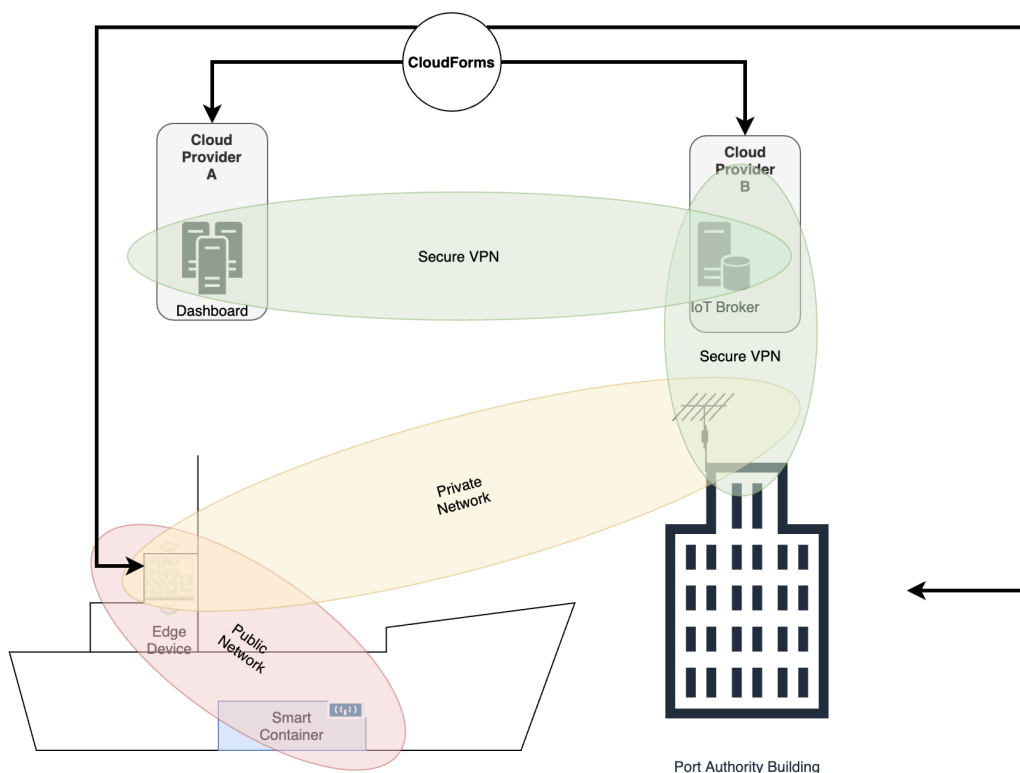 CloudForms
Cloud
Provider
A
Cloud
Provider
B
Secure VPN
Dashboard
IoT Broker
Secure VPN
Private
Network
Edge
Device
Public
Network
Smart
Container
Port Authority Building